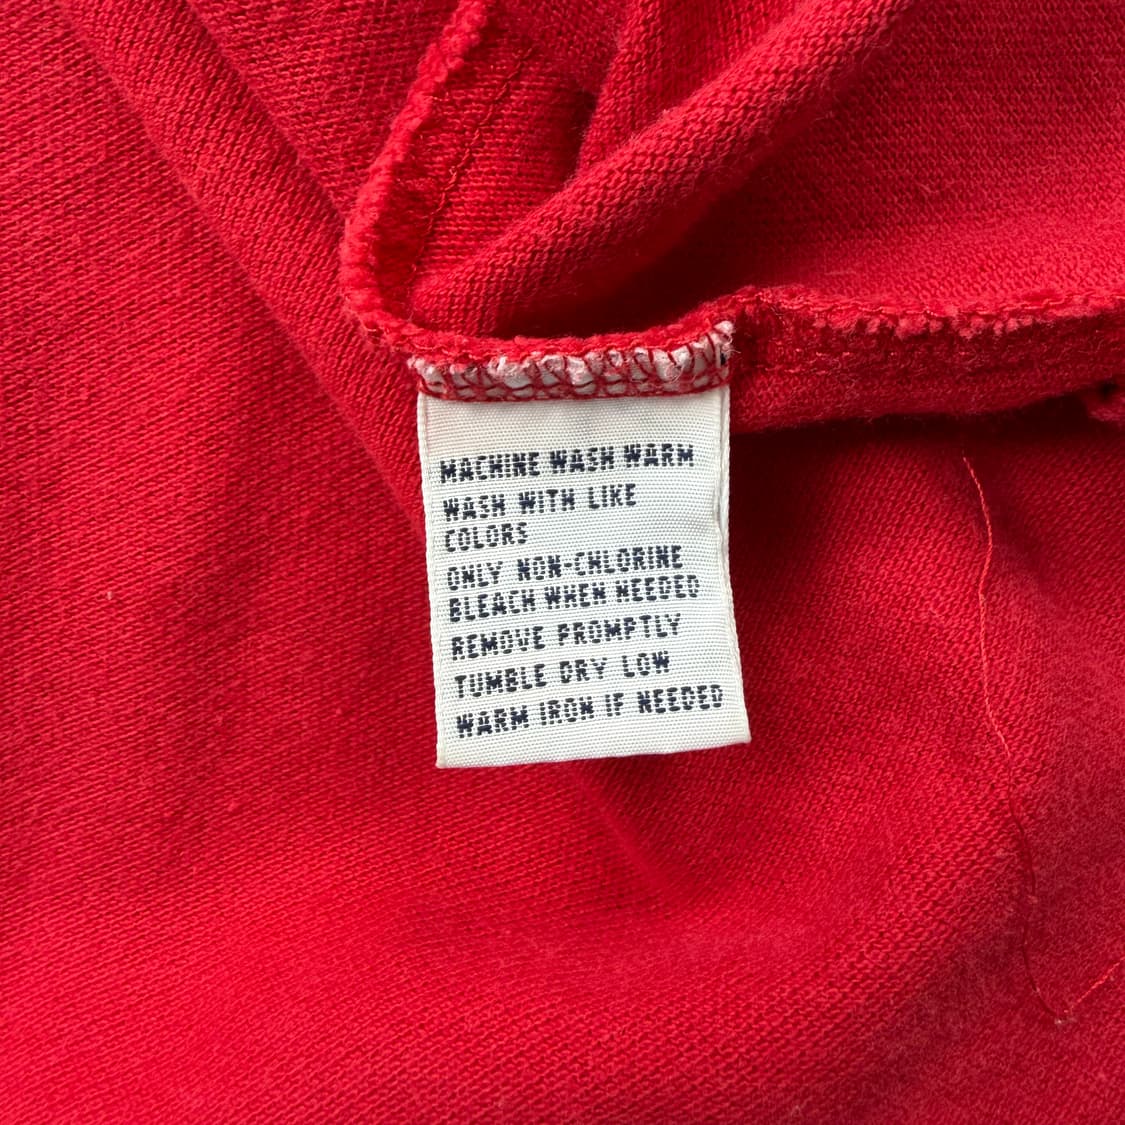 MACHINE WASH WARM
WASH WITH LIKE
COLORS
ONLY NON-CHLORINE
BLEACH WHEN NEEDED
REMOVE PROMPTLY
TUMBLE DRY LOW
WARM IRON IF NEEDED